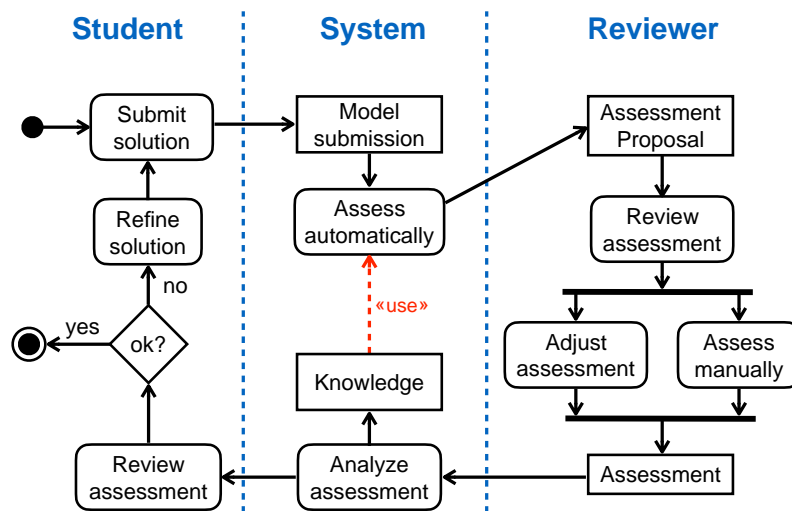 Student
System
Reviewer
Submit
solution
Model
submission
Assessment
Proposal
Refine
solution
Assess
automatically
Review
assessment
no
«use»
yes
ok?
Adjust
assessment
Assess
manually
Knowledge
Review
assessment
Analyze
assessment
Assessment